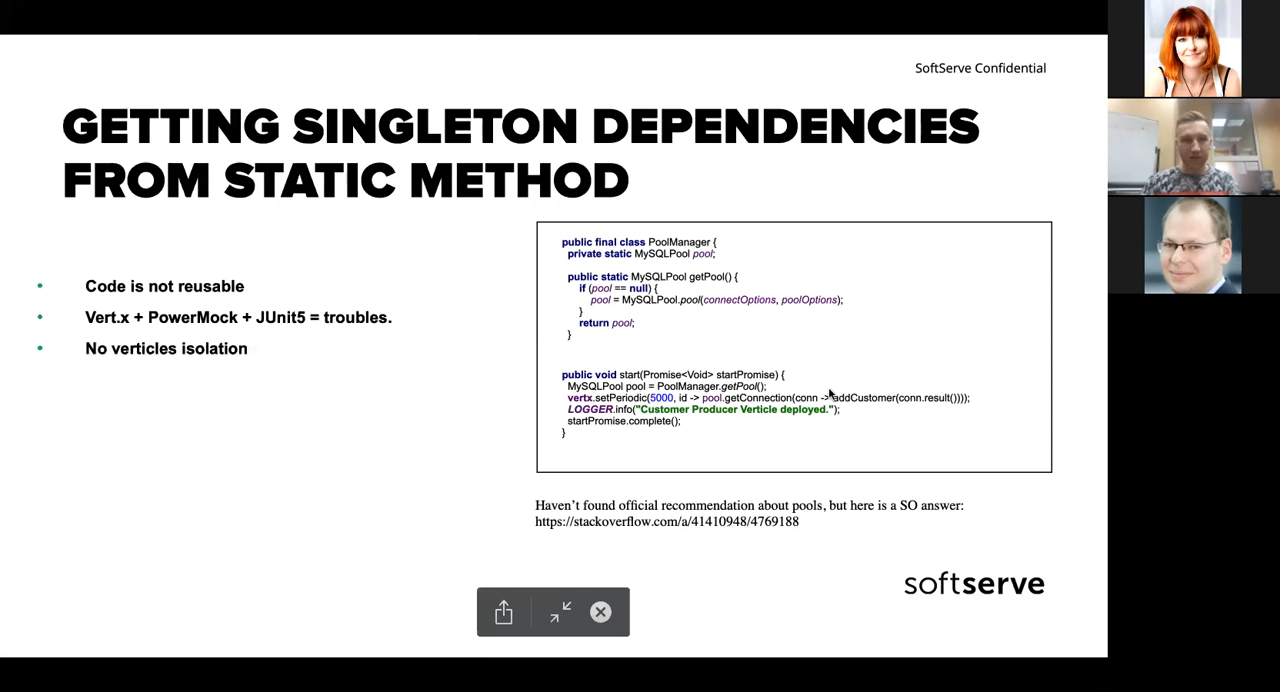 SoftServe Confidential
GETTING SINGLETON DEPENDENCIES
FROM STATIC METHOD
• Code is not reusable
• Vert.x + PowerMock + JUnit5 = troubles.
• No verticles isolation
public final class PoolManager {
private static MySQLPool pool;
public static MySQLPool getPool() {
if (pool == null) {
pool = MySQLPool.pool(connectOptions, poolOptions);
}
return pool;
}
public void start(Promise<Void> startPromise) {
MySQLPool pool = PoolManager.getPool();
vertx.setPeriodic(5000, id -> pool.getConnection(conn -> addCustomer(conn.result())));
LOGGER.info("Customer Producer Verticle deployed.");
startPromise.complete();
}
Haven't found official recommendation about pools, but here is a SO answer:
https://stackoverflow.com/a/41410948/4769188
softserve